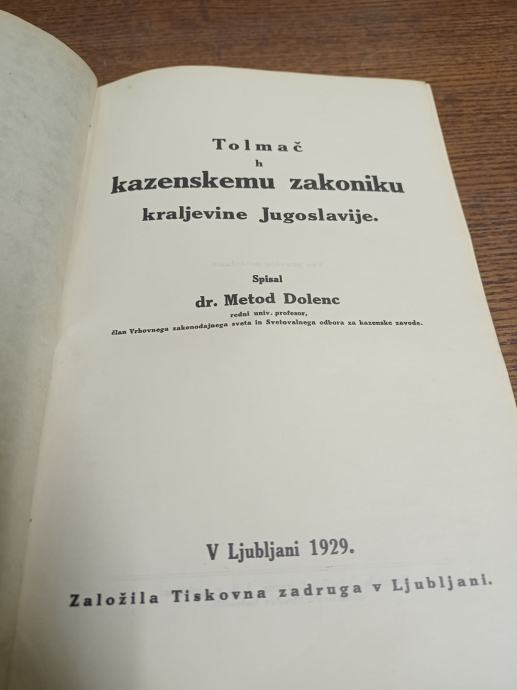 Tolmač
h
kazenskemu zakoniku
kraljevine Jugoslavije.
Spisal
dr. Metod Dolenc
redni univ. profesor,
član Vrhovnega zakonodajnega sveta in Svetovalnega odbora za kazenske zavode.
V Ljubljani 1929.
Založila Tiskovna zadruga v Ljubljani.